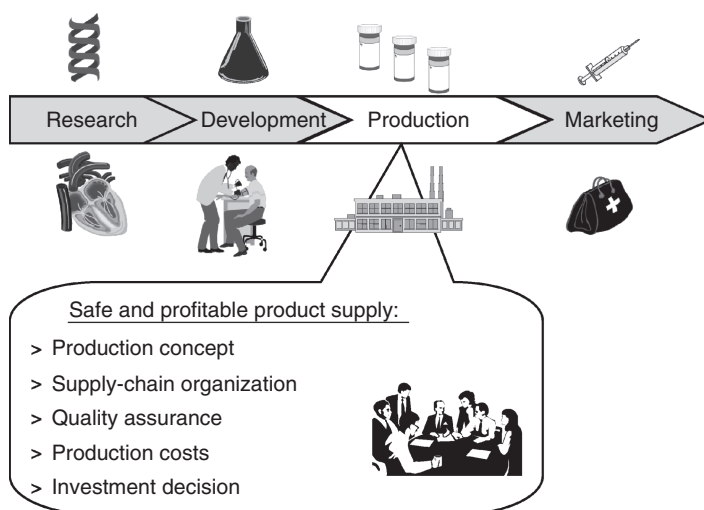 Research Development Production Marketing
Safe and profitable product supply:
> Production concept
> Supply-chain organization
> Quality assurance
> Production costs
> Investment decision